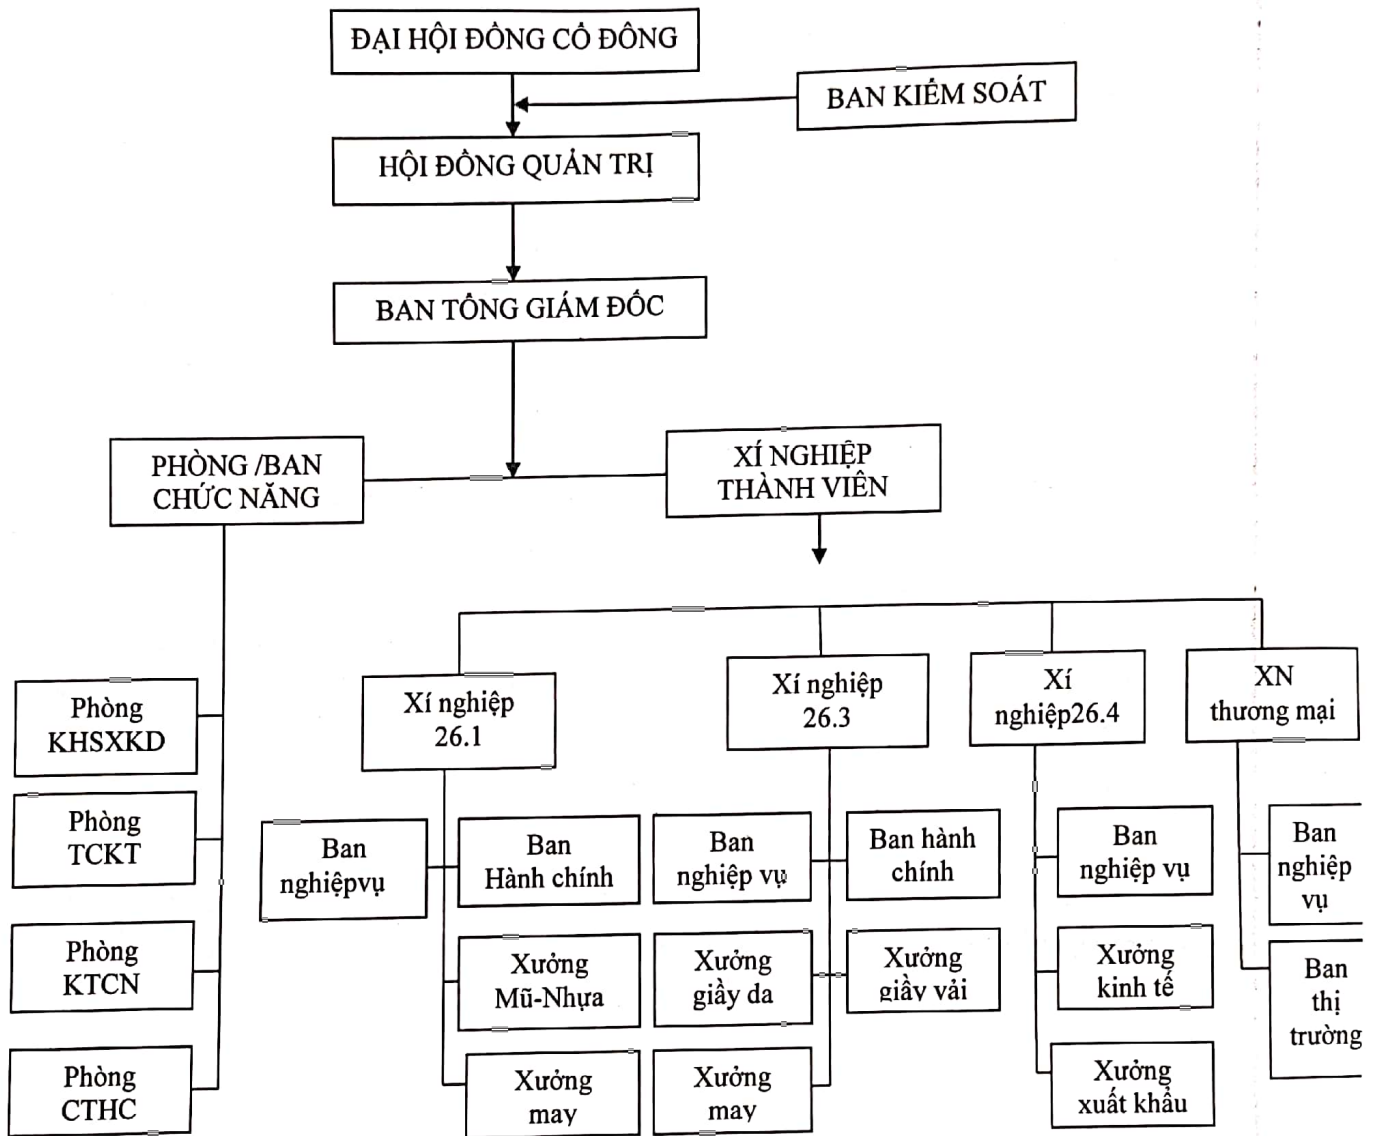 ĐẠI HỘI ĐỒNG CỔ ĐÔNG
BAN KIỂM SOÁT
HỘI ĐỒNG QUẢN TRỊ
BAN TỔNG GIÁM ĐỐC
PHÒNG /BAN
CHỨC NĂNG
XÍ NGHIỆP
THÀNH VIÊN
Phòng
KHSXKD
Phòng
TCKT
Phòng
KTCN
Phòng
CTHC
Xí nghiệp
26.1
Xí nghiệp
26.3
Xí
nghiệp26.4
XN
thương mại
Ban
nghiệpvụ
Ban
Hành chính
Xưởng
Mũ-Nhựa
Xưởng
may
Ban
nghiệp vụ
Ban hành
chính
Xưởng
giầy da
Xưởng
giầy vải
Xưởng
may
Ban
nghiệp vụ
Xưởng
kinh tế
Xưởng
xuất khẩu
Ban
nghiệp
vụ
Ban
thị
trường